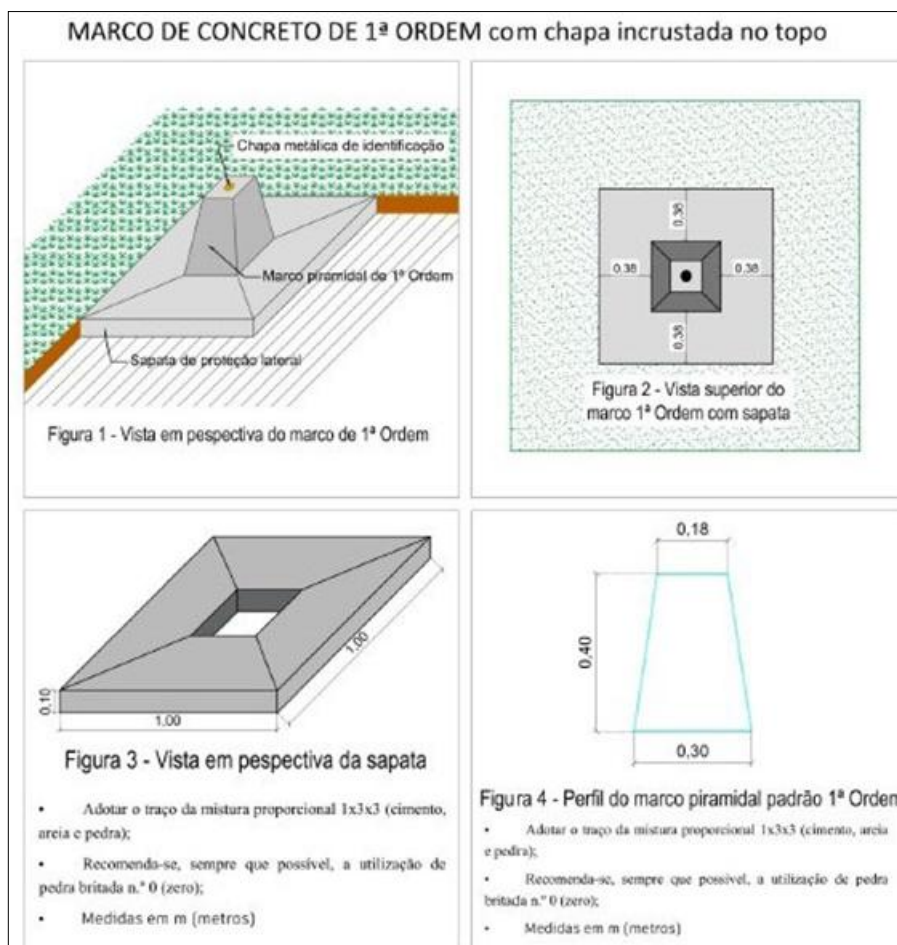 MARCO DE CONCRETO DE 1ª ORDEM com chapa incrustada no topo
Chapa metálica de identificação
Marco piramidal de 1ª Ordem
Sapata de proteção lateral
Figura 1 - Vista em pespectiva do marco de 1ª Ordem
0.38
0.38
0.38
0.38
Figura 2 - Vista superior do
marco 1ª Ordem com sapata
0,10
1,00
1,00
Figura 3 - Vista em pespectiva da sapata
• Adotar o traço da mistura proporcional 1x3x3 (cimento,
areia e pedra);
• Recomenda-se, sempre que possível, a utilização de
pedra britada n.º 0 (zero);
• Medidas em m (metros)
0,18
0,40
0,30
Figura 4 - Perfil do marco piramidal padrão 1ª Ordem
• Adotar o traço da mistura proporcional 1x3x3 (cimento, areia
e pedra);
• Recomenda-se, sempre que possível, a utilização de pedra
britada n.º 0 (zero);
• Medidas em m (metros)